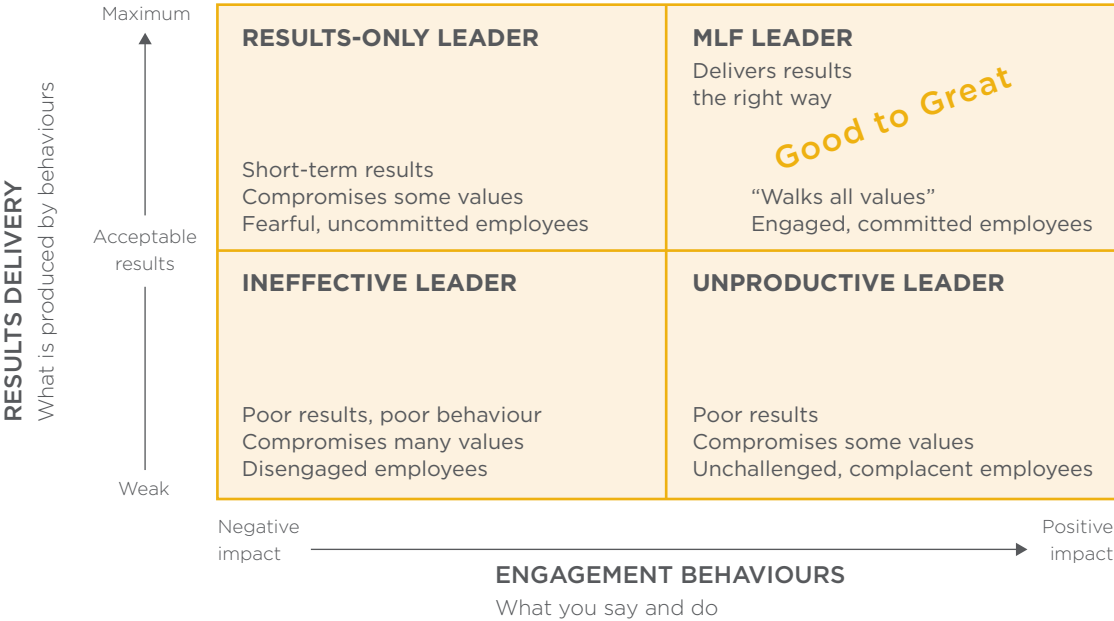 Maximum
Acceptable
results
Weak
RESULTS DELIVERY
What is produced by behaviours
RESULTS-ONLY LEADER
Short-term results
Compromises some values
Fearful, uncommitted employees
MLF LEADER
Delivers results
the right way
Good to Great
“Walks all values”
Engaged, committed employees
INEFFECTIVE LEADER
Poor results, poor behaviour
Compromises many values
Disengaged employees
UNPRODUCTIVE LEADER
Poor results
Compromises some values
Unchallenged, complacent employees
Negative
impact
Positive
impact
ENGAGEMENT BEHAVIOURS
What you say and do